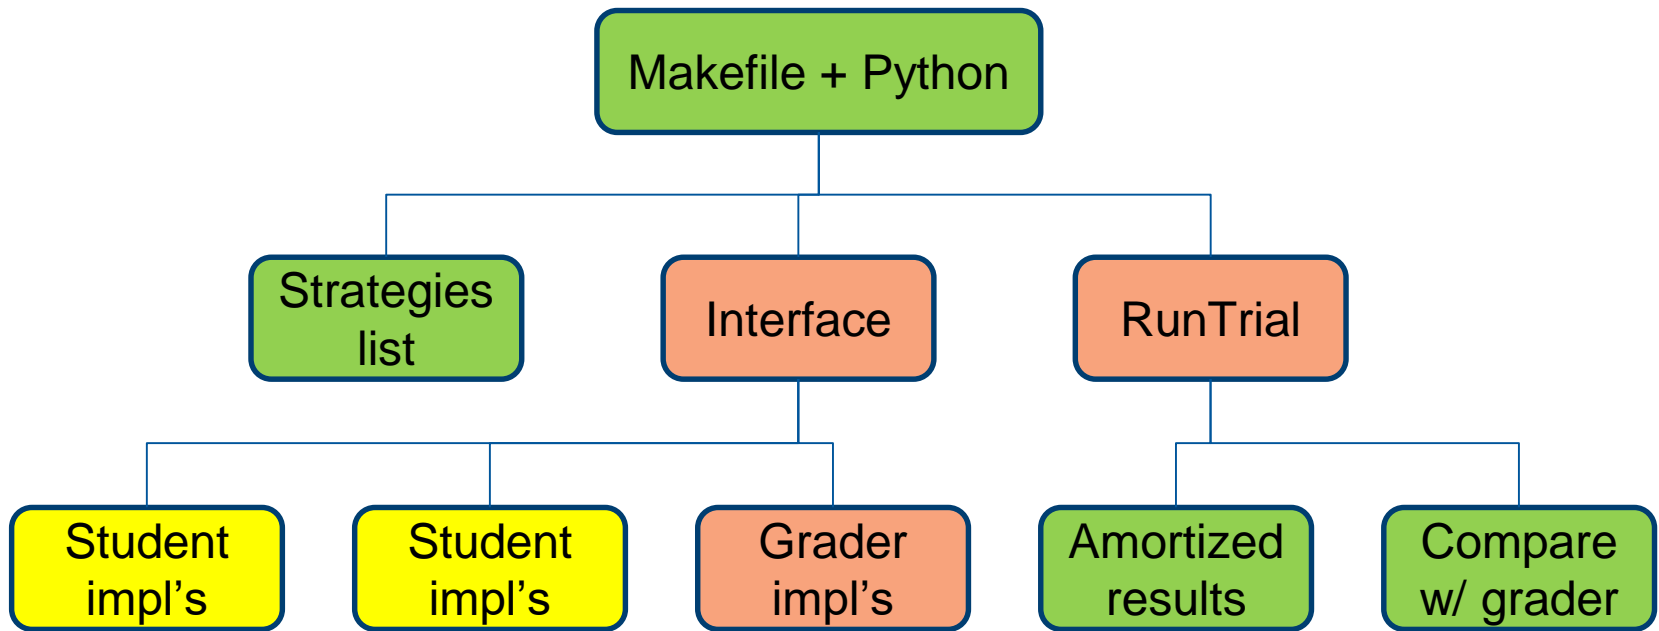 Makefile + Python
Strategies
list
Interface
RunTrial
Student
impl’s
Student
impl’s
Grader
impl’s
Amortized
results
Compare
w/ grader